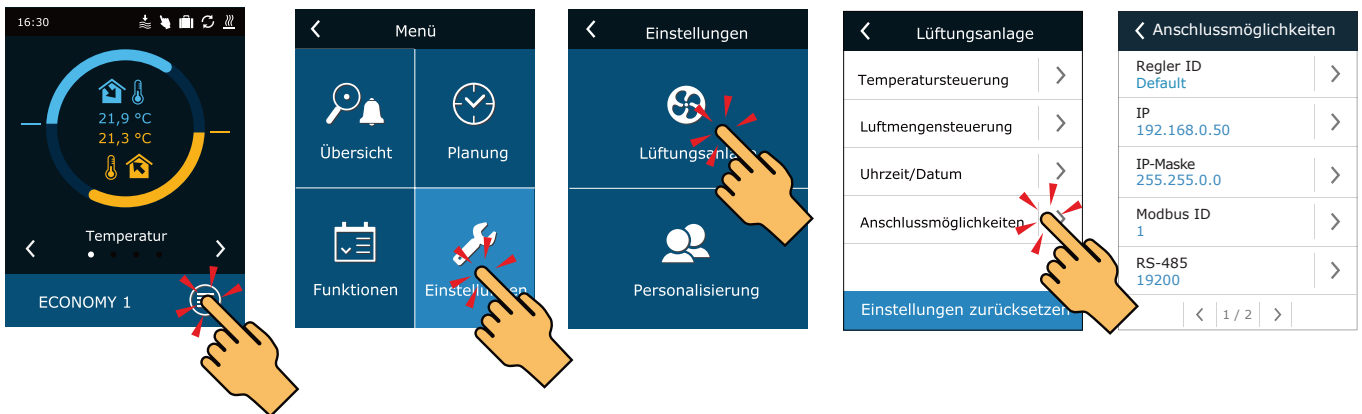 16:30
21,9 °C
21,3 °C
Temperatur
ECONOMY 1
Menü
Übersicht
Planung
Funktionen
Einstellungen
Einstellungen
Lüftungsanlage
Personalisierung
Lüftungsanlage
Temperatursteuerung
Luftmengensteuerung
Uhrzeit/Datum
Anschlussmöglichkeiten
Einstellungen zurücksetzen
Anschlussmöglichkeiten
Regler ID
Default
IP
192.168.0.50
IP-Maske
255.255.0.0
Modbus ID
1
RS-485
19200
1 / 2